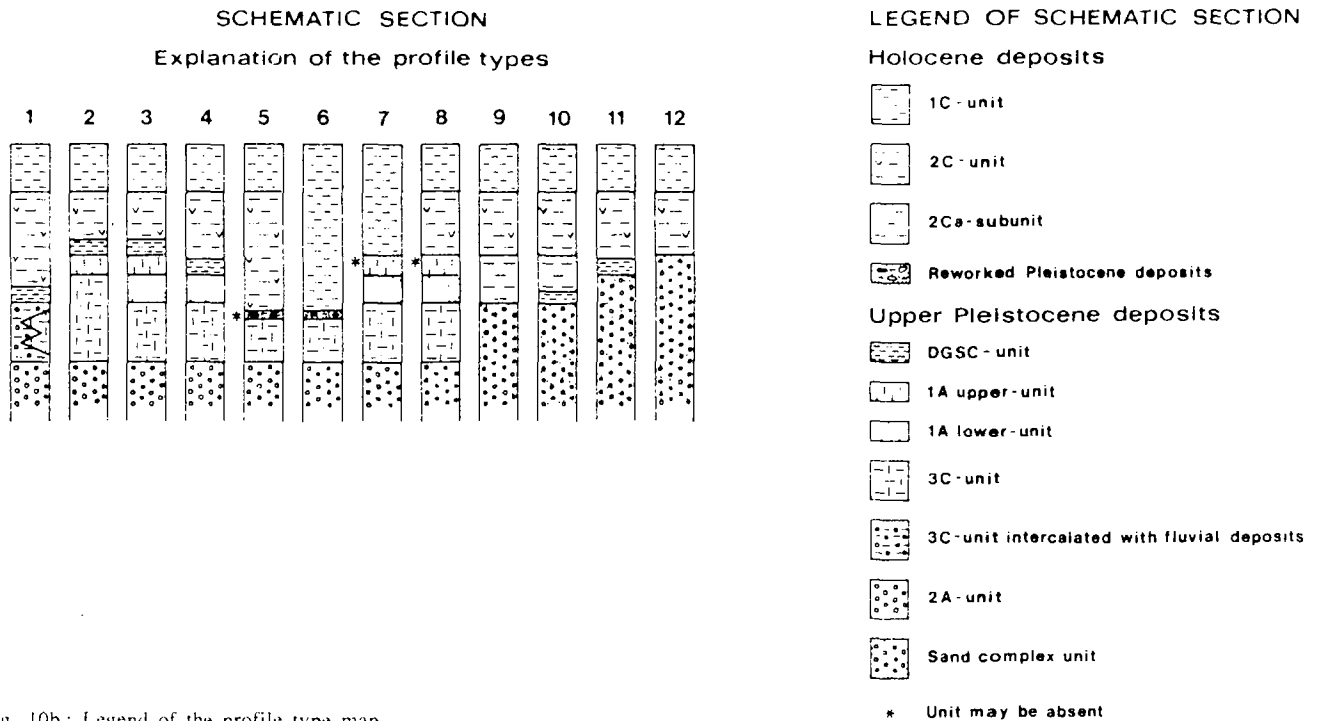 SCHEMATIC SECTION
Explanation of the profile types
1 2 3 4 5 6 7 8 9 10 11 12
*
*
*
LEGEND OF SCHEMATIC SECTION
Holocene deposits
1C-unit
2C-unit
2Ca-subunit
Reworked Pleistocene deposits
Upper Pleistocene deposits
DGSC-unit
1A upper-unit
1A lower-unit
3C-unit
3C-unit intercalated with fluvial deposits
2A-unit
Sand complex unit
* Unit may be absent
10b: Legend of the profile type map